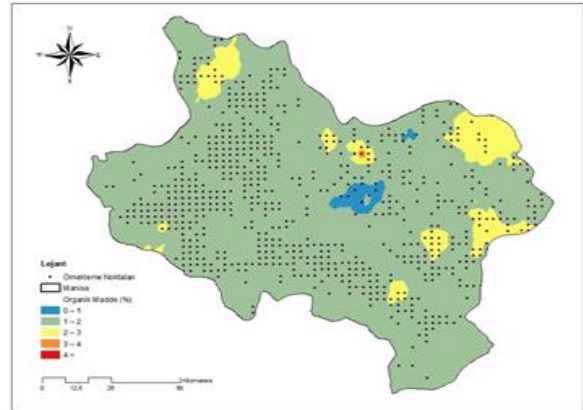 N
Lejant
Örnekleme Noktaları
Manisa
Organik Madde (%)
0 – 1
1 – 2
2 – 3
3 – 4
4 <
0 12,5 25 50
Kilometers